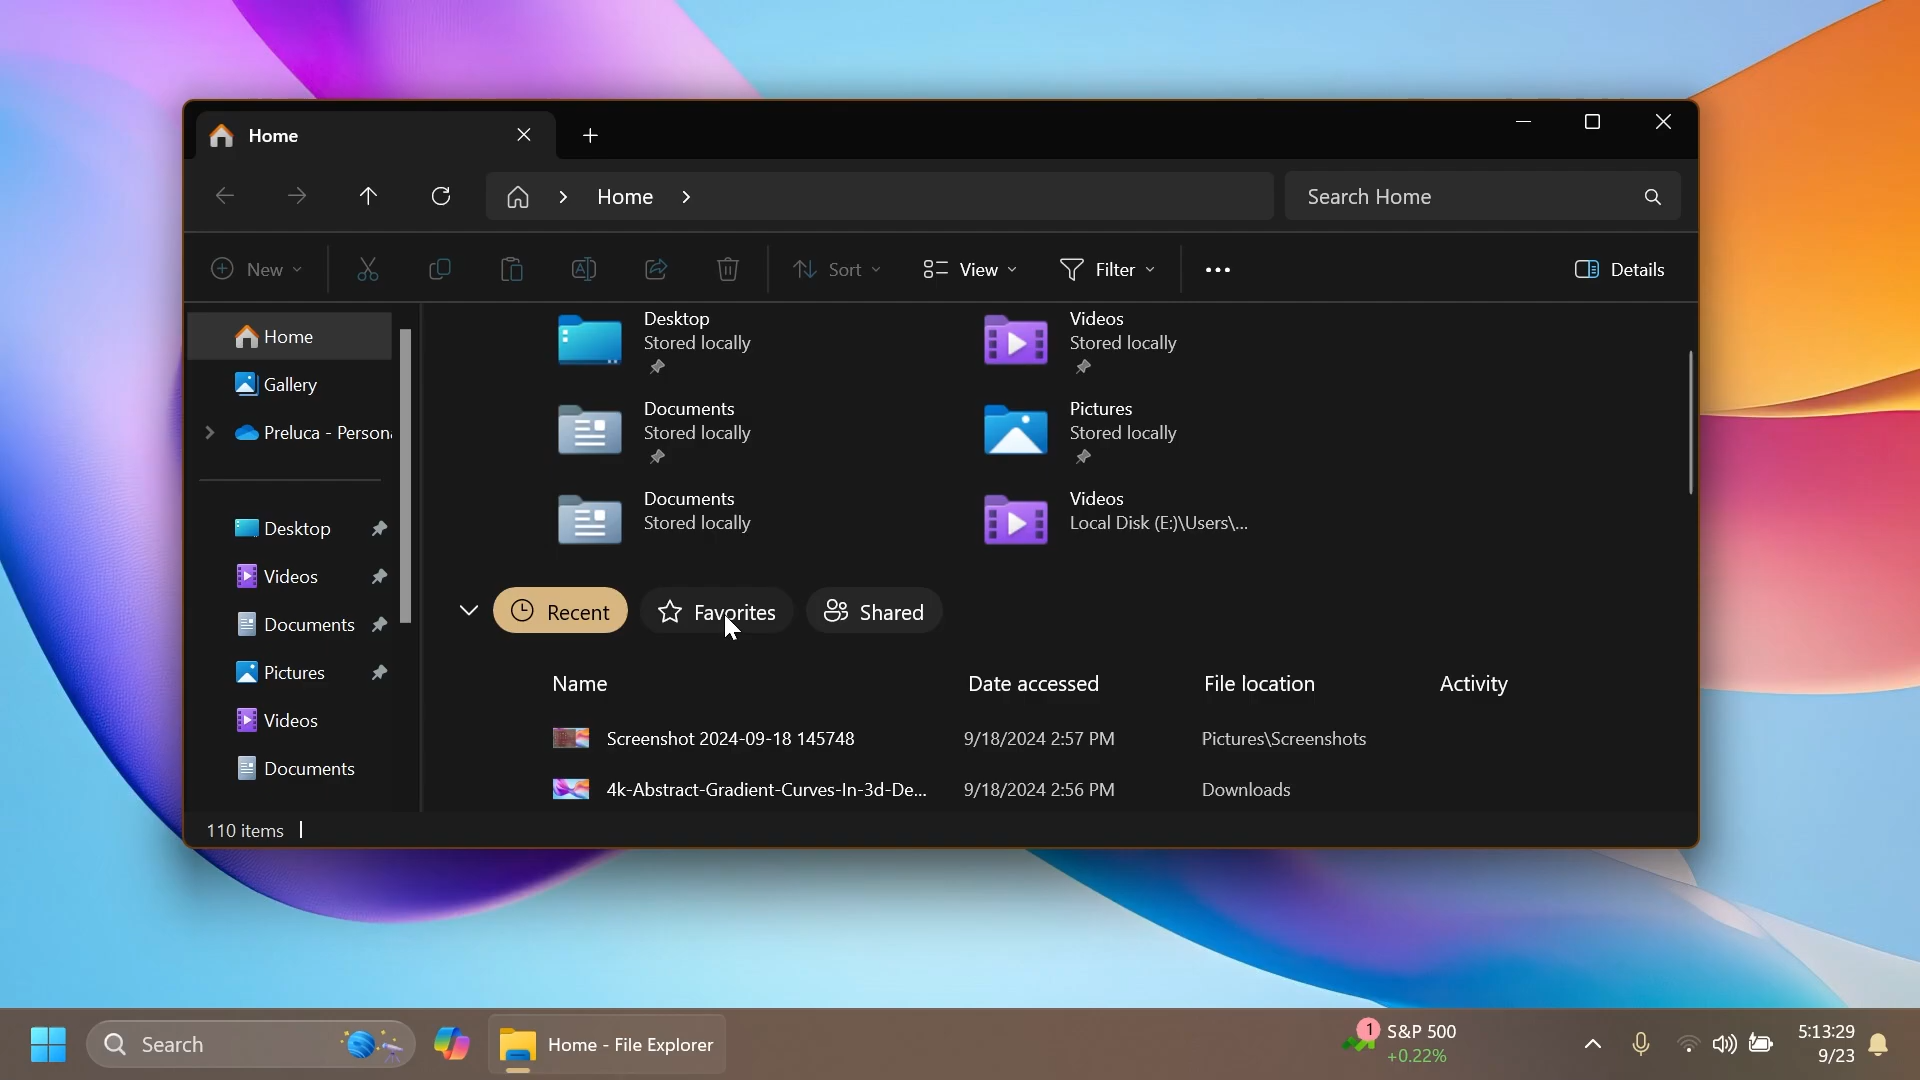 Home
Home
Search Home
New
Sort
View
Filter
Details
Home
Gallery
Preluca - Person
Desktop
Videos
Documents
Pictures
Videos
Documents
Desktop
Stored locally
Videos
Stored locally
Documents
Stored locally
Pictures
Stored locally
Documents
Stored locally
Videos
Local Disk (E:)\Users\...
Recent
Favorites
Shared
Name Date accessed File location Activity
Screenshot 2024-09-18 145748 9/18/2024 2:57 PM Pictures\Screenshots
4k-Abstract-Gradient-Curves-In-3d-De... 9/18/2024 2:56 PM Downloads
110 items
Search
Home - File Explorer
1
S&P 500
+0.22%
5:13:29
9/23